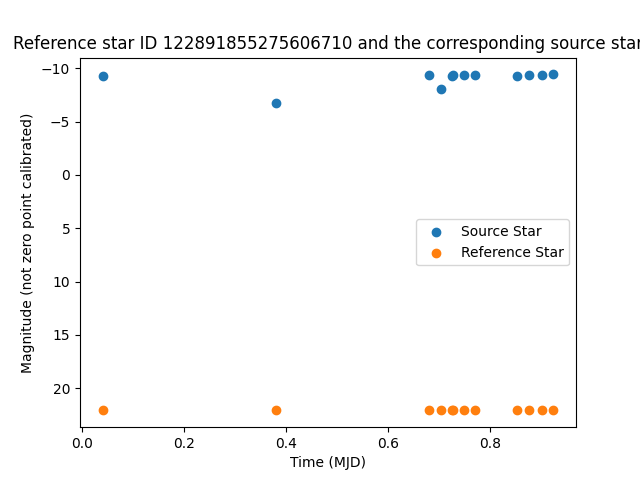 Reference star ID 122891855275606710 and the corresponding source star
Magnitude (not zero point calibrated)
−10
−5
0
5
10
15
20
Source Star
Reference Star
0.0 0.2 0.4 0.6 0.8
Time (MJD)